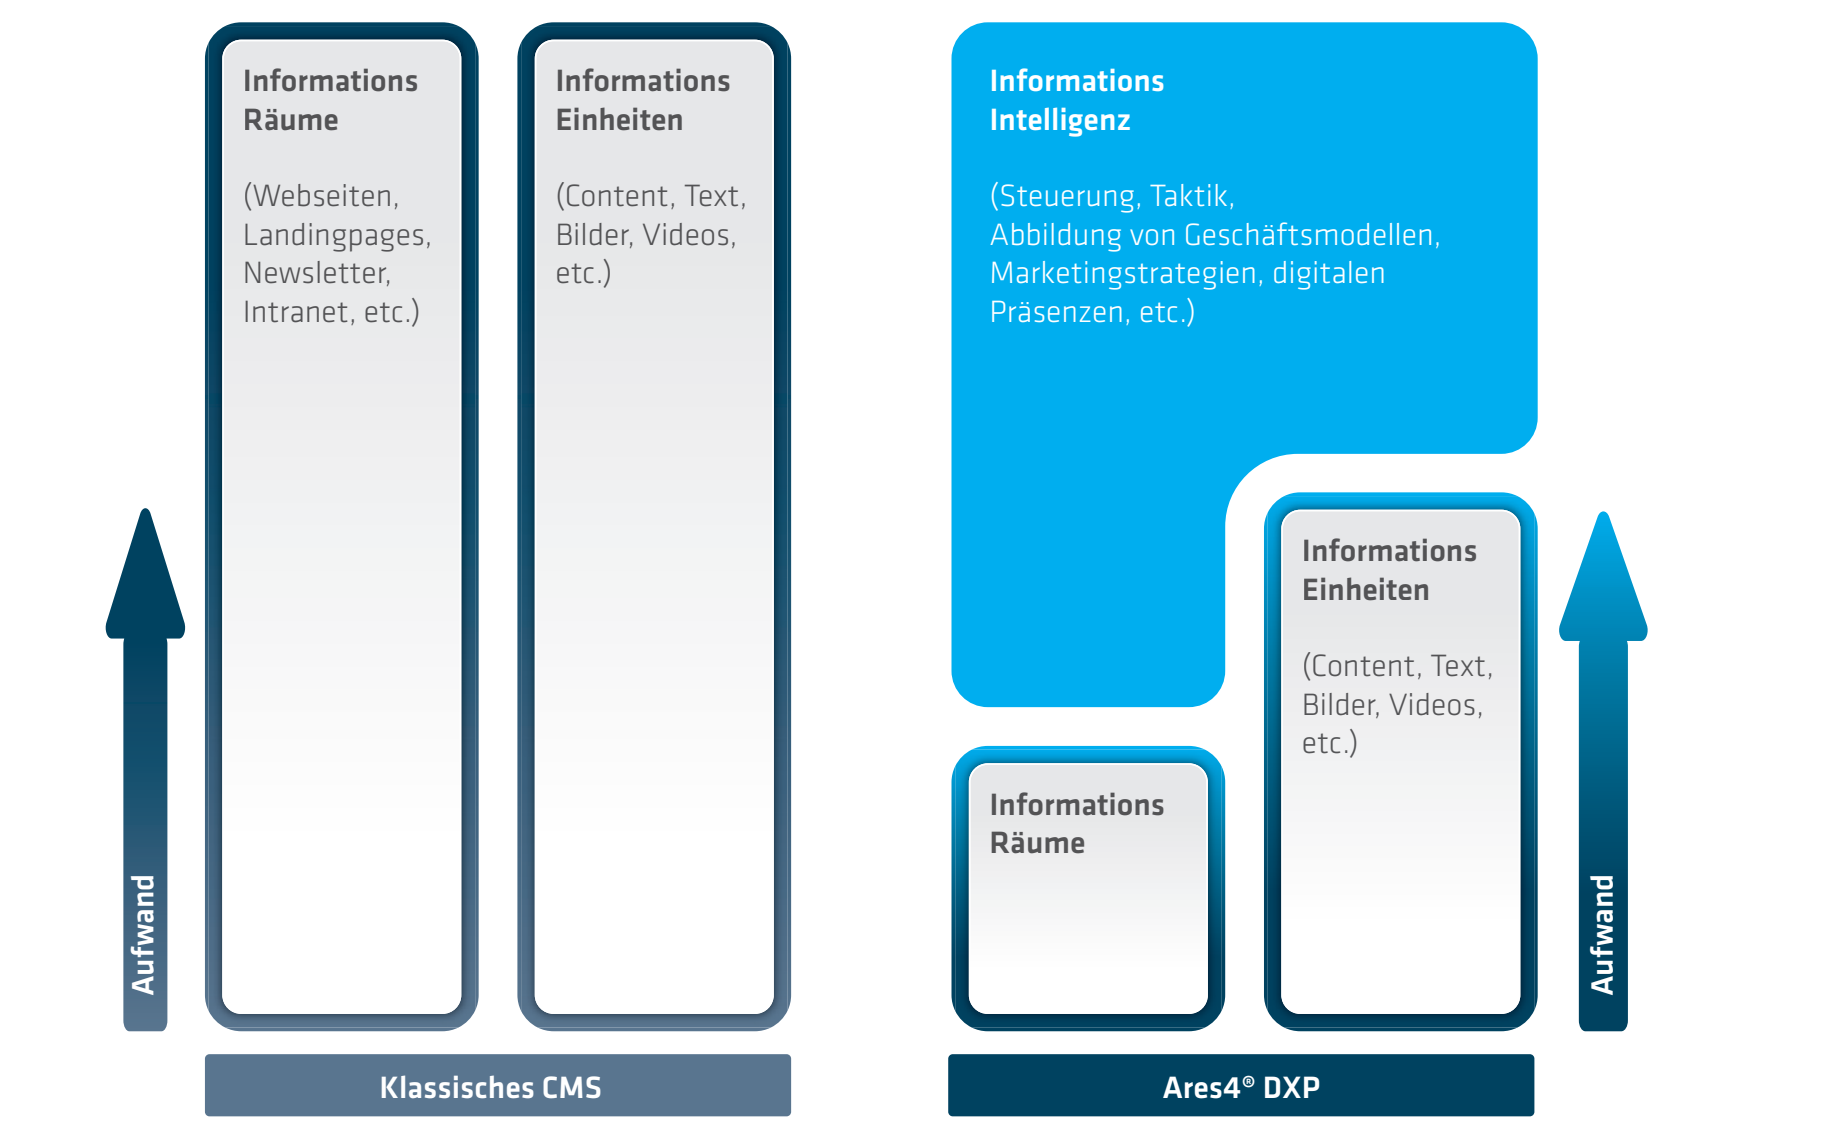 Informations
Räume
(Webseiten,
Landingpages,
Newsletter,
Intranet, etc.)
Informations
Einheiten
(Content, Text,
Bilder, Videos,
etc.)
Aufwand
Klassisches CMS
Informations
Intelligenz
(Steuerung, Taktik,
Abbildung von Geschäftsmodellen,
Marketingstrategien, digitalen
Präsenzen, etc.)
Informations
Räume
Informations
Einheiten
(Content, Text,
Bilder, Videos,
etc.)
Aufwand
Ares4® DXP